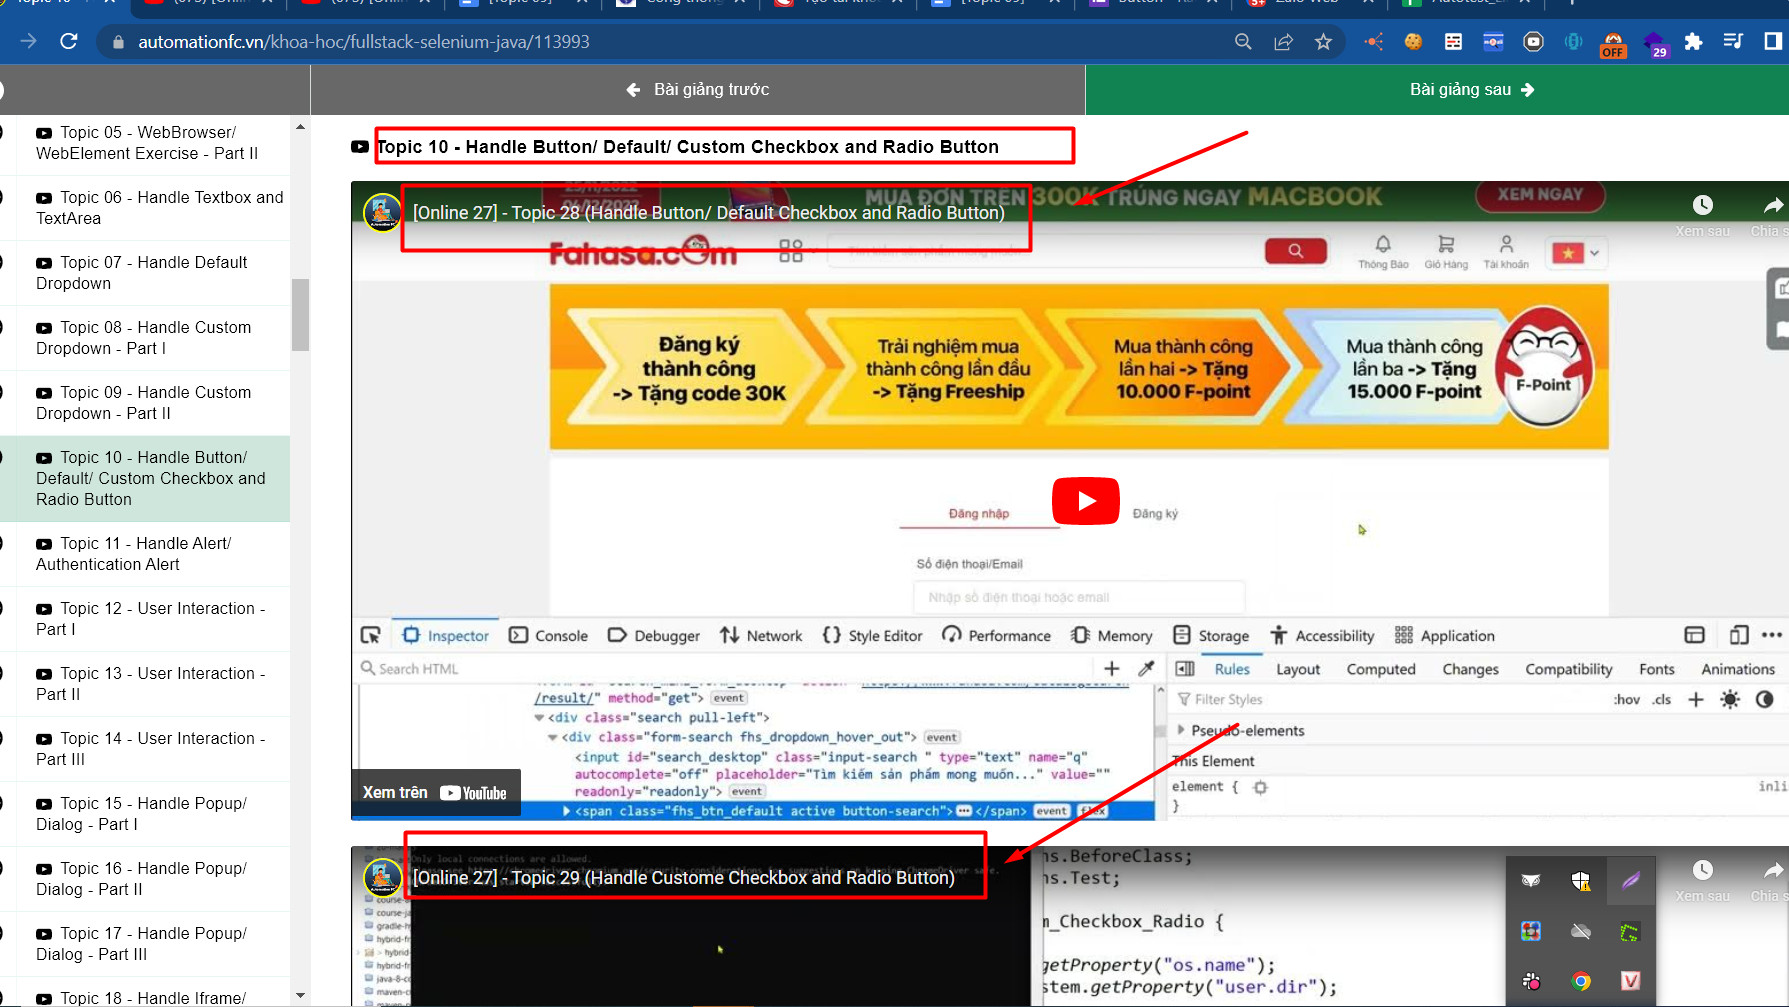 automationfc.vn/khoa-hoc/fullstack-selenium-java/113993
OFF
29
Bài giảng trước
Bài giảng sau
Topic 05 - WebBrowser/
WebElement Exercise - Part II
Topic 06 - Handle Textbox and
TextArea
Topic 07 - Handle Default
Dropdown
Topic 08 - Handle Custom
Dropdown - Part I
Topic 09 - Handle Custom
Dropdown - Part II
Topic 10 - Handle Button/
Default/ Custom Checkbox and
Radio Button
Topic 11 - Handle Alert/
Authentication Alert
Topic 12 - User Interaction -
Part I
Topic 13 - User Interaction -
Part II
Topic 14 - User Interaction -
Part III
Topic 15 - Handle Popup/
Dialog - Part I
Topic 16 - Handle Popup/
Dialog - Part II
Topic 17 - Handle Popup/
Dialog - Part III
Topic 18 - Handle Iframe/
Topic 10 - Handle Button/ Default/ Custom Checkbox and Radio Button
MUA ĐƠN TRÊN 300K TRÚNG NGAY MACBOOK
XEM NGAY
[Online 27] - Topic 28 (Handle Button/ Default Checkbox and Radio Button)
Xem sau
Chia s
Fahasa.com
Thông Báo
Giỏ Hàng
Tài khoản
Đăng ký
thành công
-> Tặng code 30K
Trải nghiệm mua
thành công lần đầu
-> Tặng Freeship
Mua thành công
lần hai -> Tặng
10.000 F-point
Mua thành công
lần ba -> Tặng
15.000 F-point
F-Point
Đăng nhập
Đăng ký
Số điện thoại/Email
Nhập số điện thoại hoặc email
Inspector
Console
Debugger
Network
Style Editor
Performance
Memory
Storage
Accessibility
Application
Search HTML
Rules
Layout
Computed
Changes
Compatibility
Fonts
Animations
/result/" method="get"> event
<div class="search pull-left">
<div class="form-search fhs_dropdown_hover_out"> event
<input id="search_desktop" class="input-search " type="text" name="q"
autocomplete="off" placeholder="Tìm kiếm sản phẩm mong muốn..." value=""
readonly="readonly"> event
<span class="fhs_btn_default active button-search"> ••• </span> event flex
Filter Styles
:hov .cls
Pseudo-elements
This Element
element {
}
inli
Xem trên YouTube
[Online 27] - Topic 29 (Handle Custome Checkbox and Radio Button)
Only local connections are allowed.
ns.BeforeClass;
ns.Test;
m_Checkbox_Radio {
getProperty("os.name");
stem.getProperty("user.dir");
Xem sau
Chia s